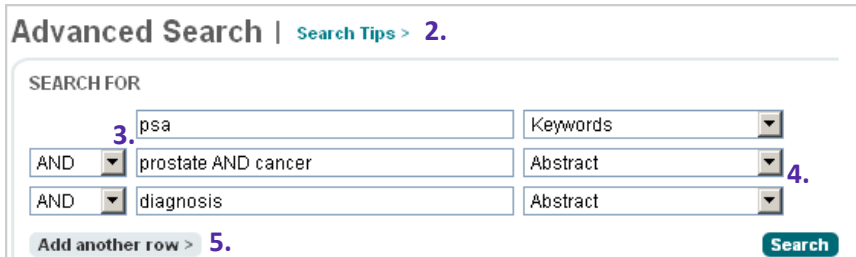 Advanced Search | Search Tips > 2.
SEARCH FOR
3. psa Keywords
AND prostate AND cancer Abstract 4.
AND diagnosis Abstract
Add another row > 5. Search